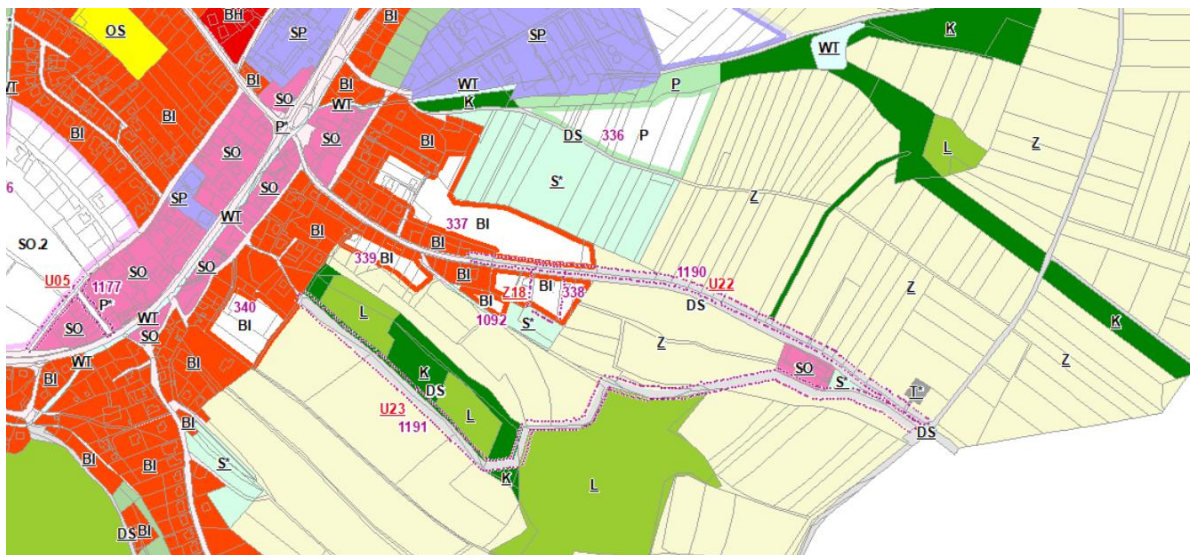 BH
BI
OS
SP
SP
K
WT
BI
BI
WT
P
WT
SO
K
WT
BI
P*
SO
BI
DS
336 P
BI
SO
L
Z
SO
S*
6
SP
Z
WT
337 BI
BI
BI
SO.2
SO
339 BI
U05
SO
1190
1177
BI
Z18
BI
338
U22
P*
340
BI
BI
DS
Z
L
1092
S*
WT
Z
SO
SO
K
WT
K
SO
Z
BI
DS
S*
T*
U23
L
1191
DS
BI
BI
BI
S*
K
L
DS
BI